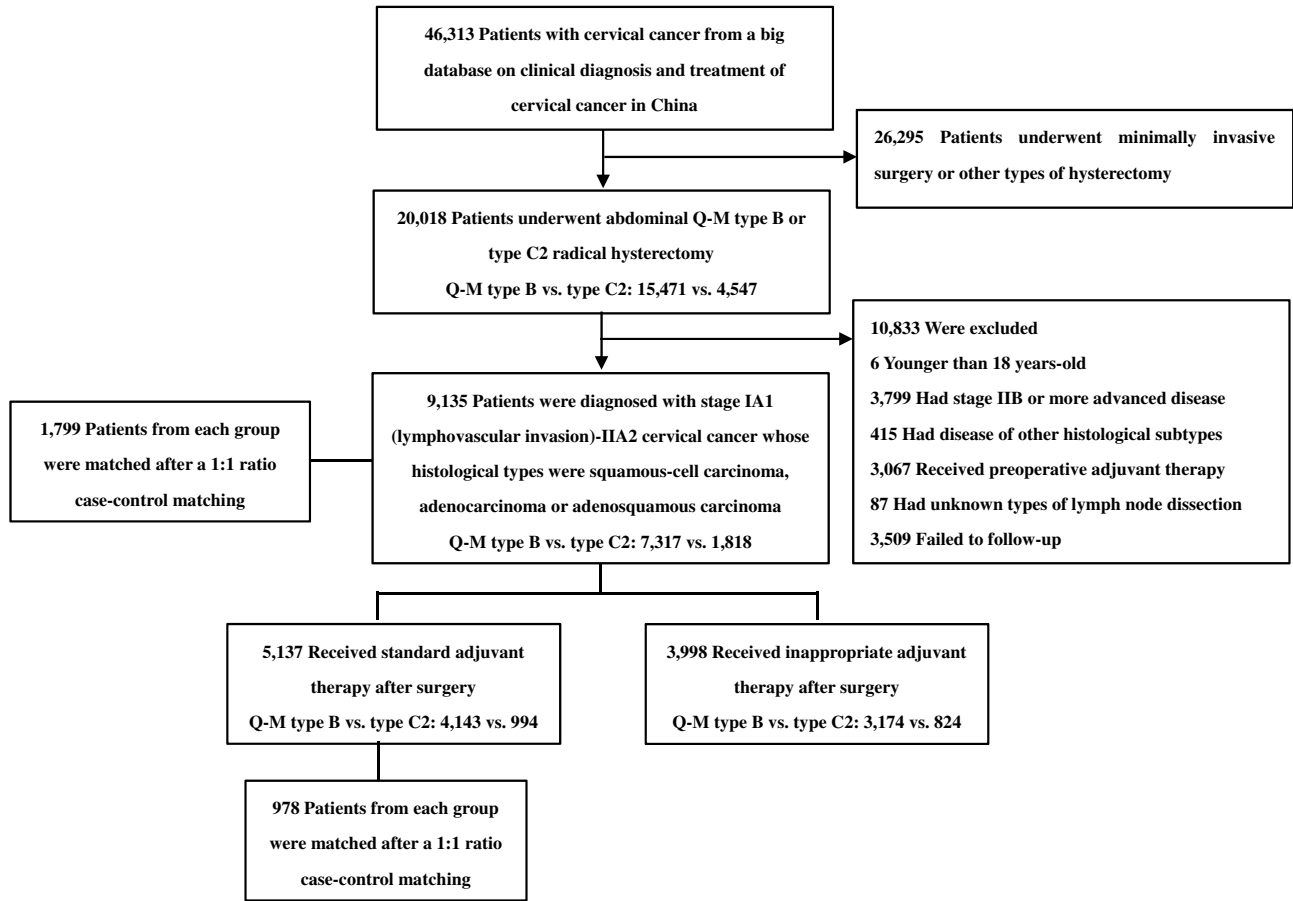 46,313 Patients with cervical cancer from a big
database on clinical diagnosis and treatment of
cervical cancer in China
26,295 Patients underwent minimally invasive
surgery or other types of hysterectomy
20,018 Patients underwent abdominal Q-M type B or
type C2 radical hysterectomy
Q-M type B vs. type C2: 15,471 vs. 4,547
10,833 Were excluded
6 Younger than 18 years-old
3,799 Had stage IIB or more advanced disease
415 Had disease of other histological subtypes
3,067 Received preoperative adjuvant therapy
87 Had unknown types of lymph node dissection
3,509 Failed to follow-up
9,135 Patients were diagnosed with stage IA1
(lymphovascular invasion)-IIA2 cervical cancer whose
histological types were squamous-cell carcinoma,
adenocarcinoma or adenosquamous carcinoma
Q-M type B vs. type C2: 7,317 vs. 1,818
1,799 Patients from each group
were matched after a 1:1 ratio
case-control matching
5,137 Received standard adjuvant
therapy after surgery
Q-M type B vs. type C2: 4,143 vs. 994
3,998 Received inappropriate adjuvant
therapy after surgery
Q-M type B vs. type C2: 3,174 vs. 824
978 Patients from each group
were matched after a 1:1 ratio
case-control matching